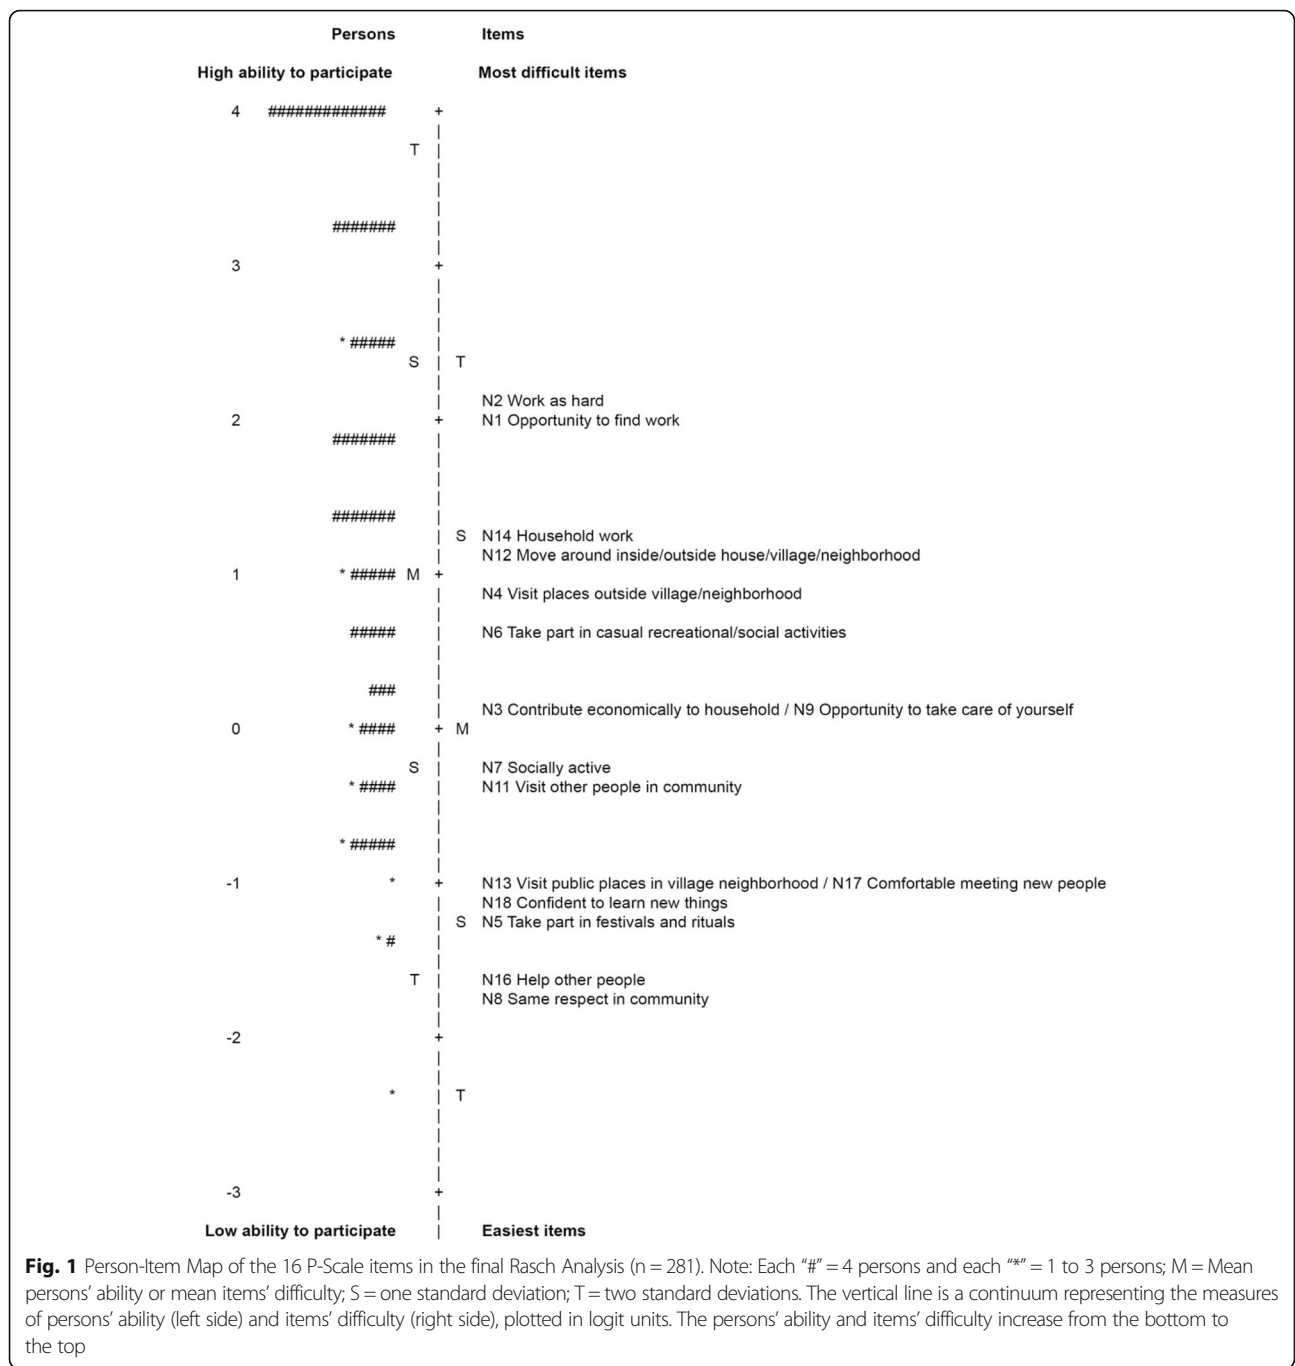 Persons Items
High ability to participate Most difficult items
4 ############# +
T |
####### |
3 +
* ##### |
S | T
| N2 Work as hard
2 + N1 Opportunity to find work
####### |
####### |
| S N14 Household work
| N12 Move around inside/outside house/village/neighborhood
1 * ##### M +
| N4 Visit places outside village/neighborhood
##### | N6 Take part in casual recreational/social activities
### |
| N3 Contribute economically to household / N9 Opportunity to take care of yourself
0 * #### + M
S | N7 Socially active
* #### | N11 Visit other people in community
* ##### |
-1 * + N13 Visit public places in village neighborhood / N17 Comfortable meeting new people
| N18 Confident to learn new things
| S N5 Take part in festivals and rituals
* # |
T | N16 Help other people
| N8 Same respect in community
-2 +
* | T
-3 +
Low ability to participate | Easiest items
Fig. 1 Person-Item Map of the 16 P-Scale items in the final Rasch Analysis (n = 281). Note: Each “#” = 4 persons and each “*” = 1 to 3 persons; M = Mean
persons’ ability or mean items’ difficulty; S = one standard deviation; T = two standard deviations. The vertical line is a continuum representing the measures
of persons’ ability (left side) and items’ difficulty (right side), plotted in logit units. The persons’ ability and items’ difficulty increase from the bottom to
the top